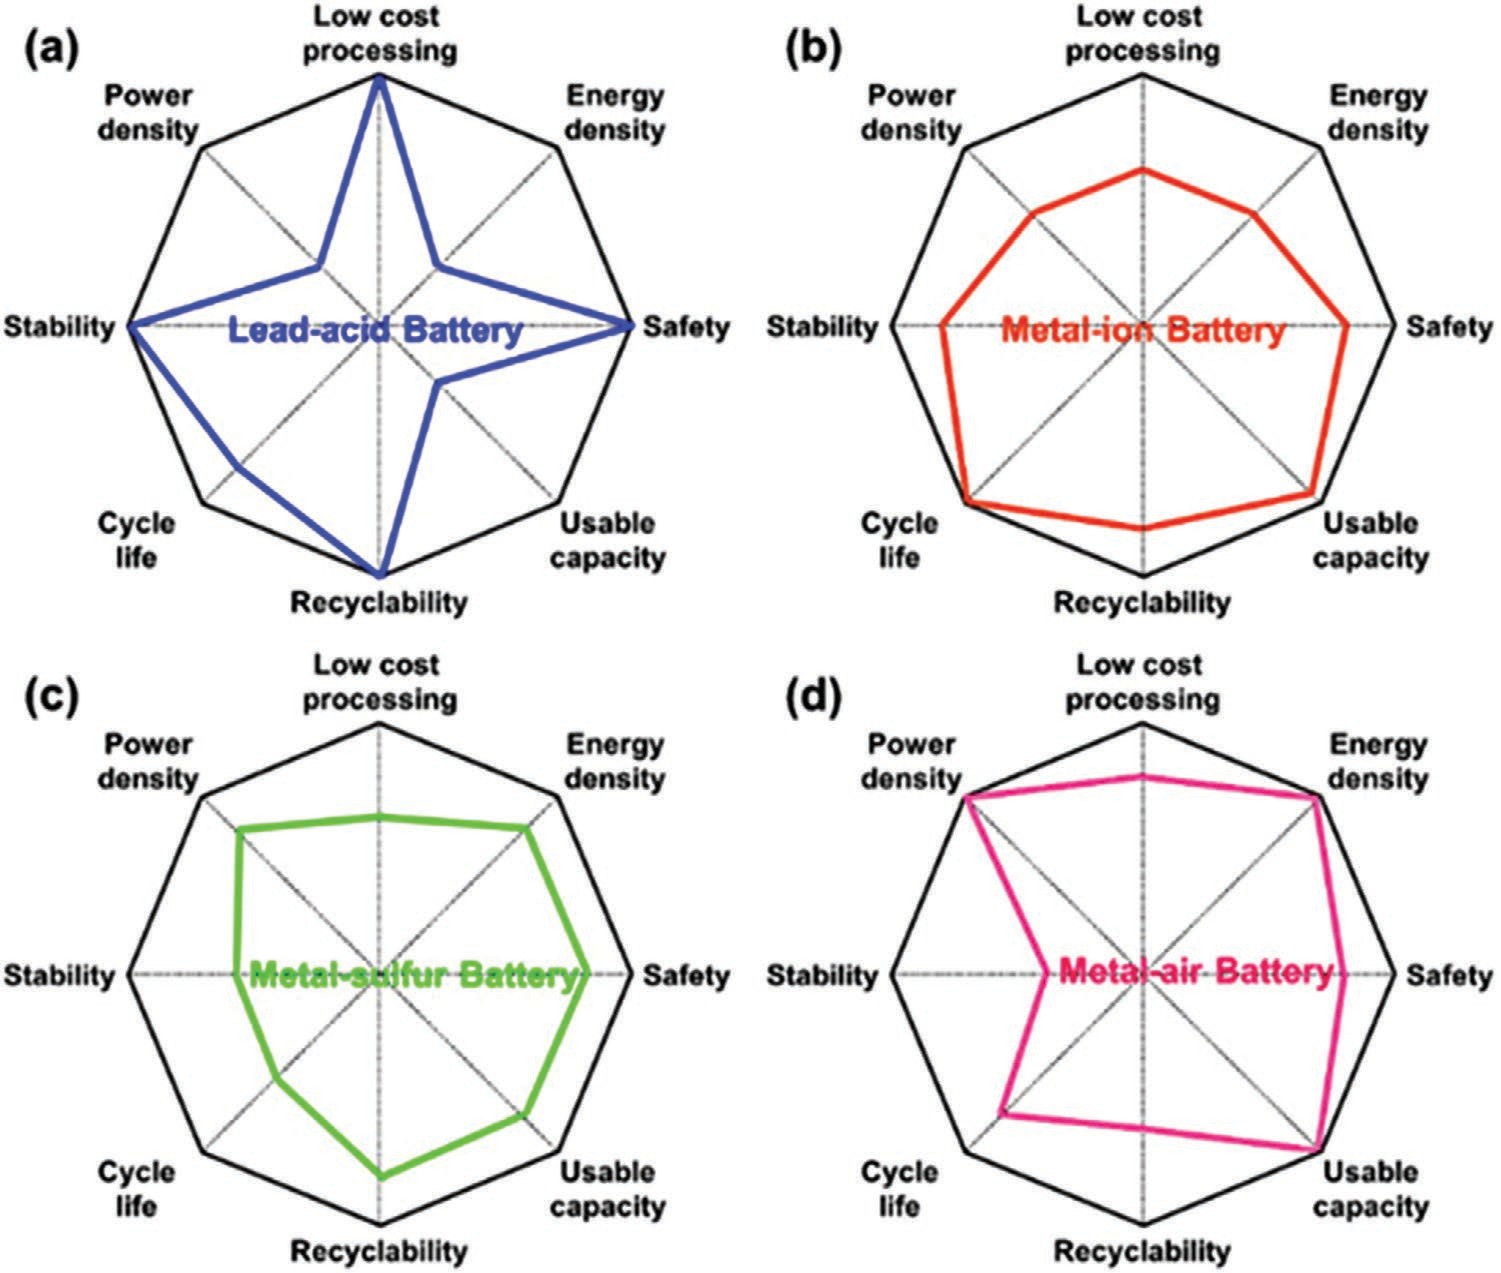 (a)
Low cost
processing
Power
density
Energy
density
Stability
Lead-acid Battery
Safety
Cycle
life
Usable
capacity
Recyclability
(b)
Low cost
processing
Power
density
Energy
density
Stability
Metal-ion Battery
Safety
Cycle
life
Usable
capacity
Recyclability
(c)
Low cost
processing
Power
density
Energy
density
Stability
Metal-sulfur Battery
Safety
Cycle
life
Usable
capacity
Recyclability
(d)
Low cost
processing
Power
density
Energy
density
Stability
Metal-air Battery
Safety
Cycle
life
Usable
capacity
Recyclability